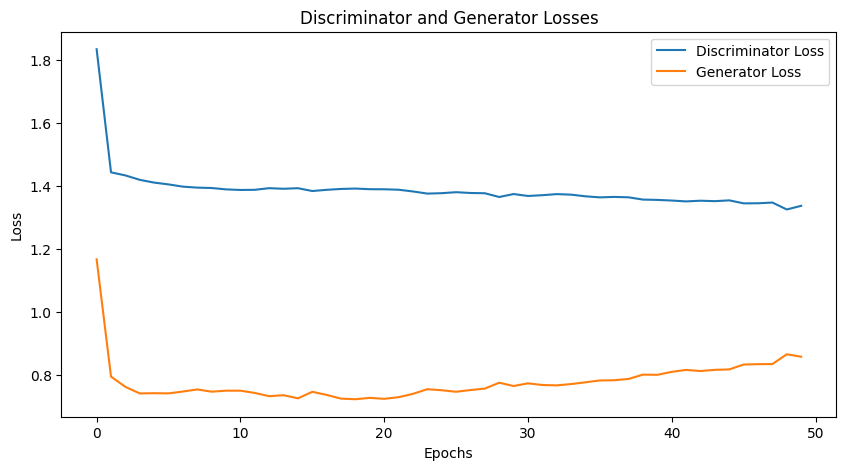 Discriminator and Generator Losses
Discriminator Loss
Generator Loss
1.8
1.6
1.4
1.2
1.0
0.8
Loss
0
10
20
30
40
50
Epochs